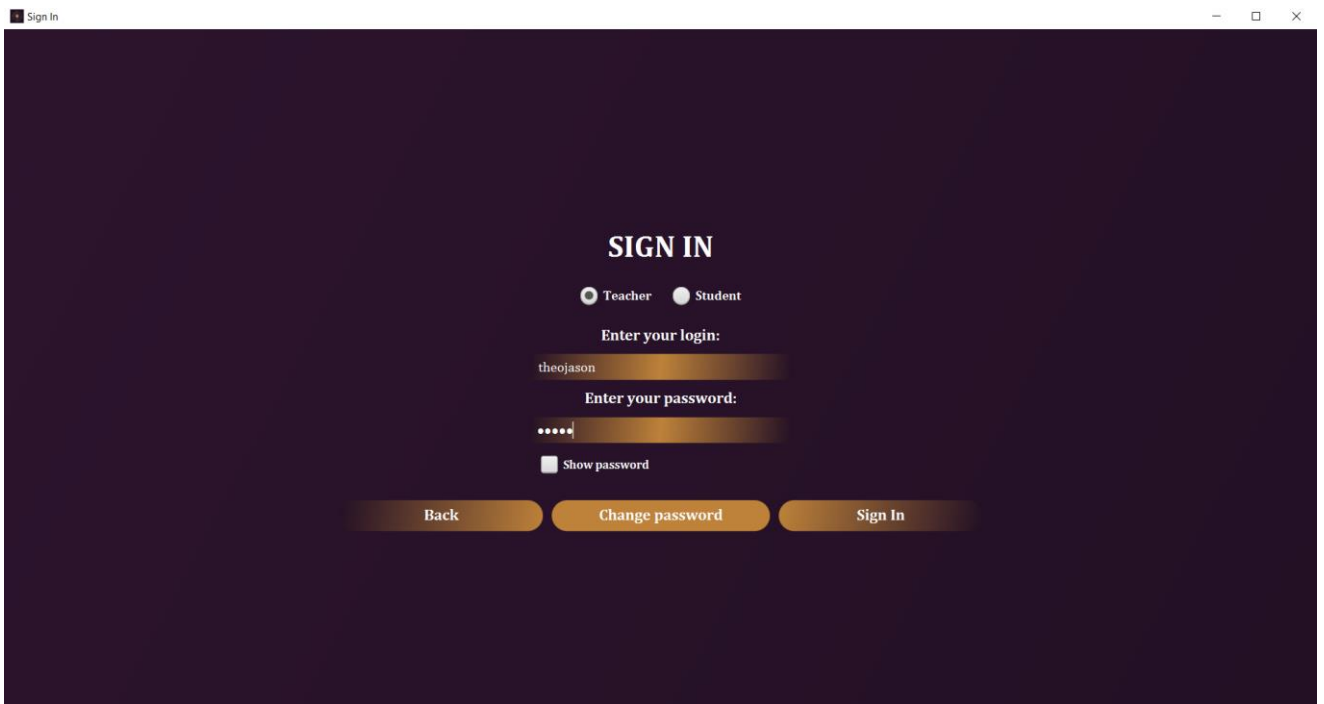 Sign In
SIGN IN
Teacher Student
Enter your login:
theojason
Enter your password:
•••••
Show password
Back Change password Sign In